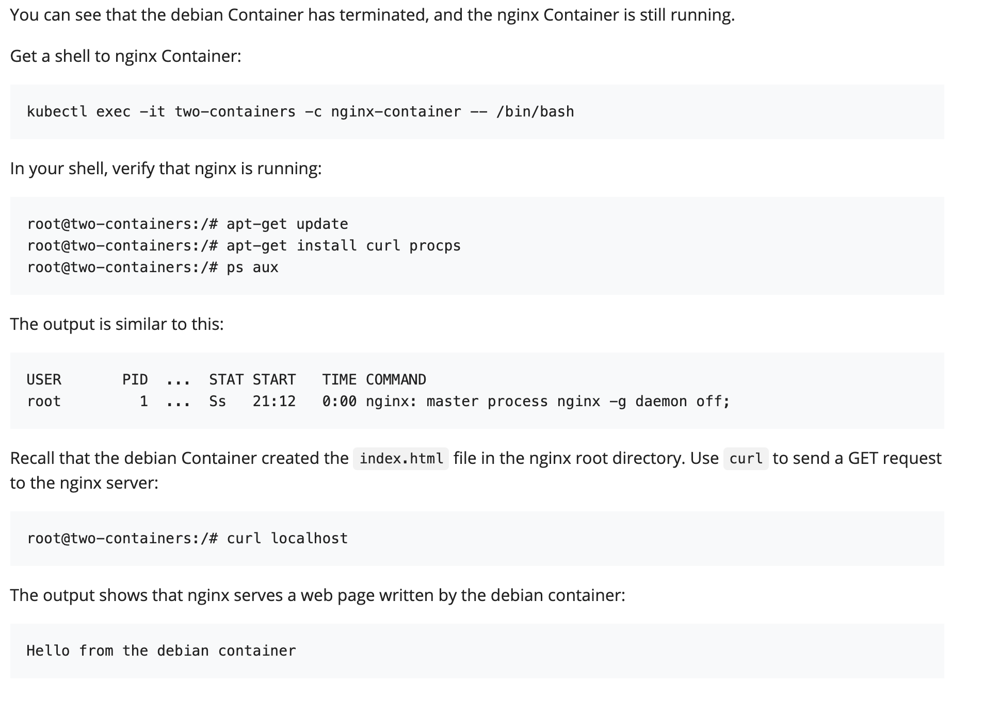 You can see that the debian Container has terminated, and the nginx Container is still running.
Get a shell to nginx Container:
kubectl exec -it two-containers -c nginx-container -- /bin/bash
In your shell, verify that nginx is running:
root@two-containers:/# apt-get update
root@two-containers:/# apt-get install curl procps
root@two-containers:/# ps aux
The output is similar to this:
USER       PID  ...  STAT START   TIME COMMAND
root         1  ...  Ss   21:12   0:00 nginx: master process nginx -g daemon off;
Recall that the debian Container created the index.html file in the nginx root directory. Use curl to send a GET request
to the nginx server:
root@two-containers:/# curl localhost
The output shows that nginx serves a web page written by the debian container:
Hello from the debian container